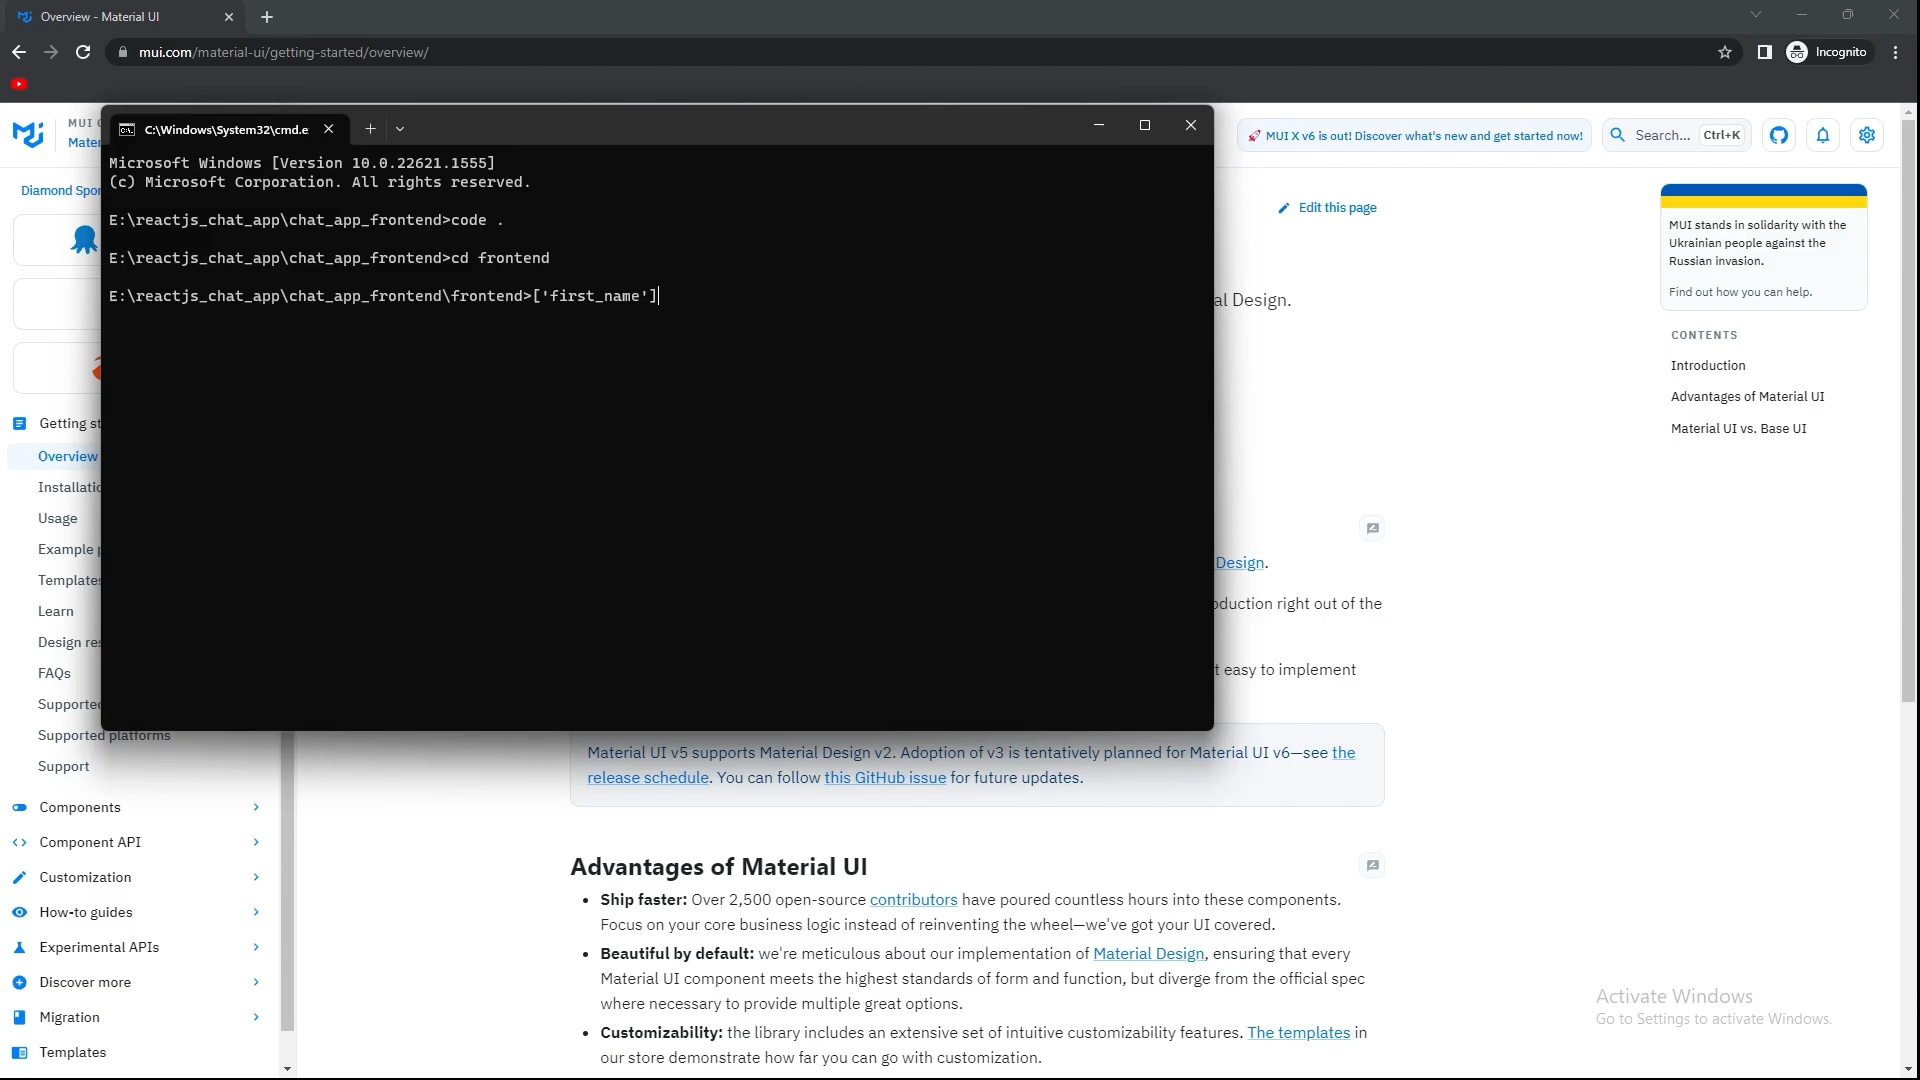 Overview - Material UI
mui.com/material-ui/getting-started/overview/
Incognito
MUI
C:\Windows\System32\cmd.e
Microsoft Windows [Version 10.0.22621.1555]
(c) Microsoft Corporation. All rights reserved.
E:\reactjs_chat_app\chat_app_frontend>code .
E:\reactjs_chat_app\chat_app_frontend>cd frontend
E:\reactjs_chat_app\chat_app_frontend\frontend>['first_name']
MUI X v6 is out! Discover what's new and get started now!
Search... Ctrl+K
Diamond
Edit this page
al Design.
Design.
oduction right out of the
t easy to implement
Getting st
Overview
Installatio
Usage
Example p
Templates
Learn
Design res
FAQs
Supported
Supported platforms
Support
Components
Component API
Customization
How-to guides
Experimental APIs
Discover more
Migration
Templates
Material UI v5 supports Material Design v2. Adoption of v3 is tentatively planned for Material UI v6—see the
release schedule. You can follow this GitHub issue for future updates.
Advantages of Material UI
• Ship faster: Over 2,500 open-source contributors have poured countless hours into these components.
Focus on your core business logic instead of reinventing the wheel—we've got your UI covered.
• Beautiful by default: we're meticulous about our implementation of Material Design, ensuring that every
Material UI component meets the highest standards of form and function, but diverge from the official spec
where necessary to provide multiple great options.
• Customizability: the library includes an extensive set of intuitive customizability features. The templates in
our store demonstrate how far you can go with customization.
MUI stands in solidarity with the
Ukrainian people against the
Russian invasion.
Find out how you can help.
CONTENTS
Introduction
Advantages of Material UI
Material UI vs. Base UI
Activate Windows
Go to Settings to activate Windows.